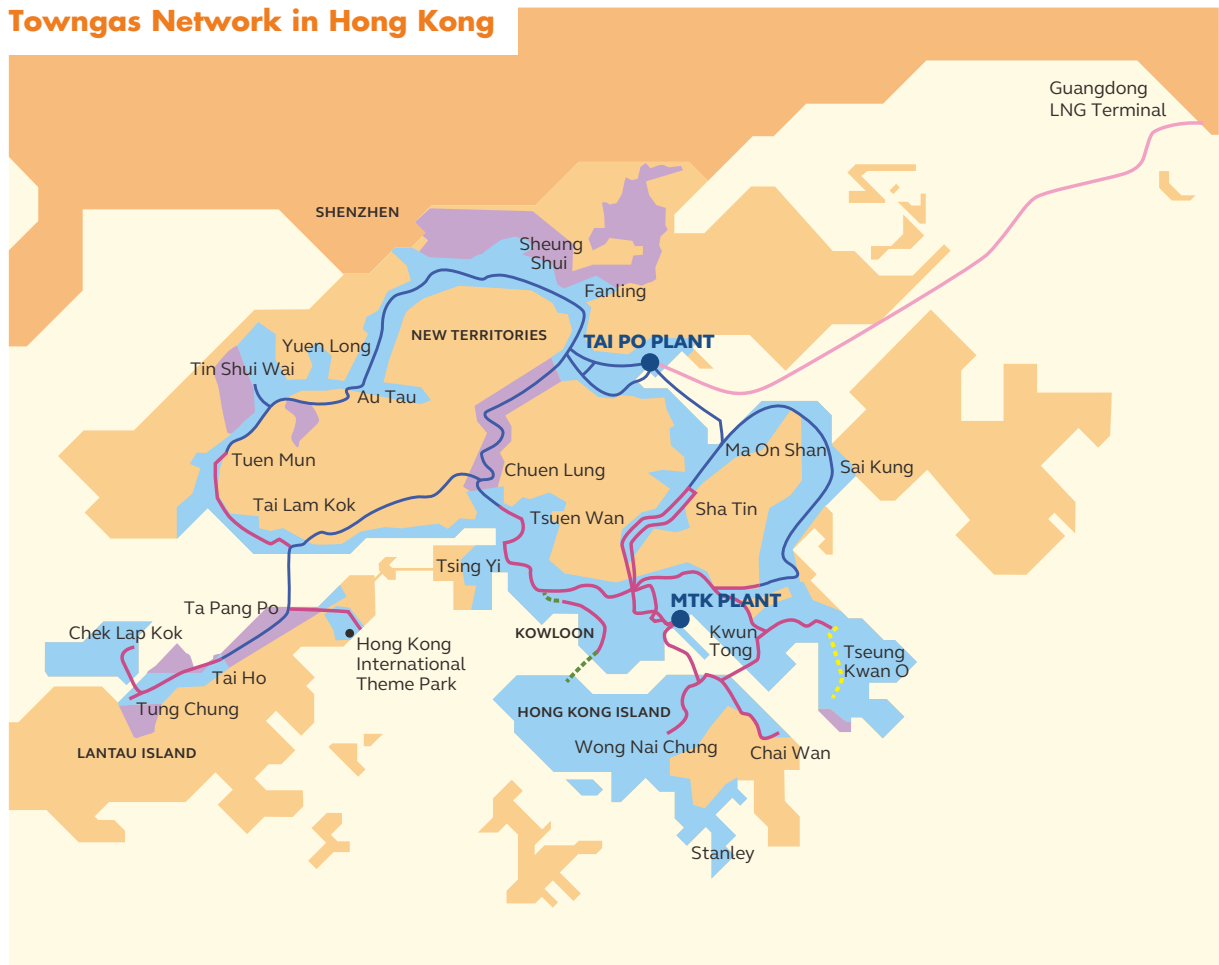 Towngas Network in Hong Kong
Guangdong
LNG Terminal
SHENZHEN
Sheung
Shui
Fanling
NEW TERRITORIES
TAI PO PLANT
Yuen Long
Tin Shui Wai
Au Tau
Ma On Shan
Tuen Mun
Chuen Lung
Sai Kung
Tai Lam Kok
Tsuen Wan
Sha Tin
Tsing Yi
MTK PLANT
Ta Pang Po
Chek Lap Kok
KOWLOON
Kwun
Tong
Hong Kong
International
Theme Park
Tseung
Kwan O
Tai Ho
Tung Chung
HONG KONG ISLAND
LANTAU ISLAND
Wong Nai Chung
Chai Wan
Stanley